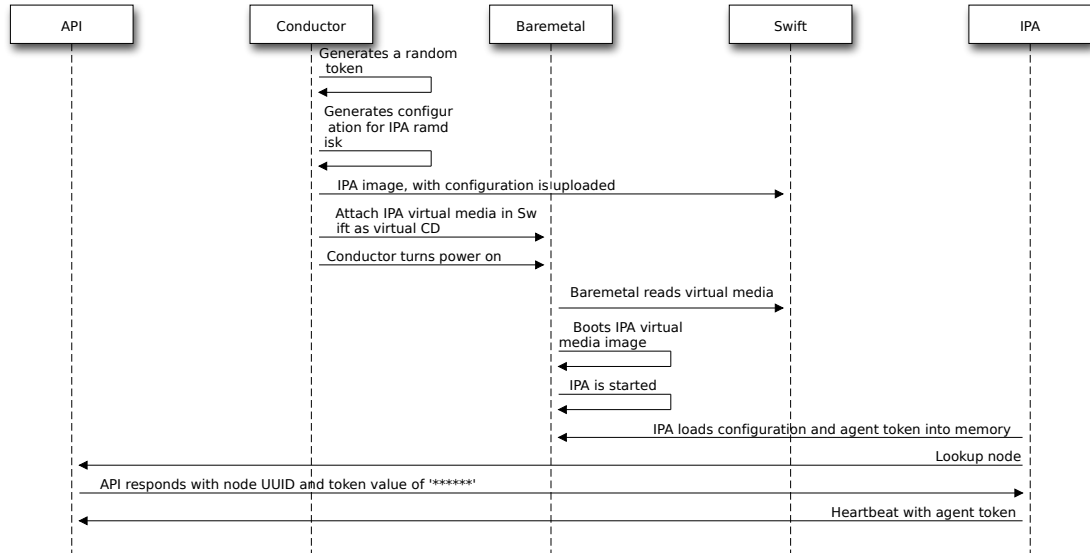 API
Conductor
Baremetal
Swift
IPA
Generates a random
token
Generates configur
ation for IPA ramd
isk
IPA image, with configuration is uploaded
Attach IPA virtual media in Sw
ift as virtual CD
Conductor turns power on
Baremetal reads virtual media
Boots IPA virtual
media image
IPA is started
IPA loads configuration and agent token into memory
Lookup node
API responds with node UUID and token value of '******'
Heartbeat with agent token